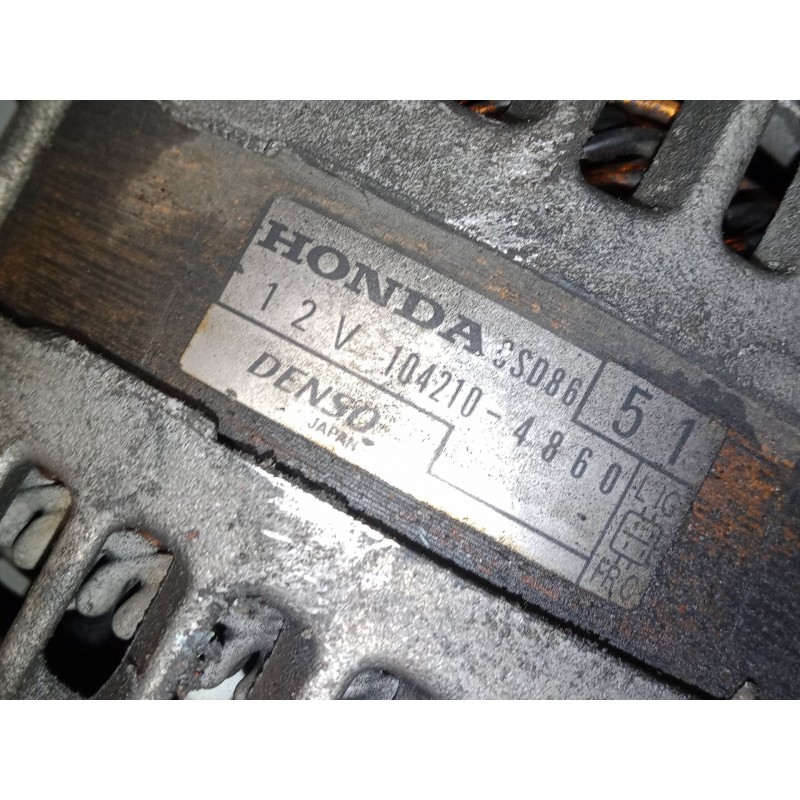 HONDA CSD86 51
12V 104210-4860
DENSO
JAPAN
L IG
FR C